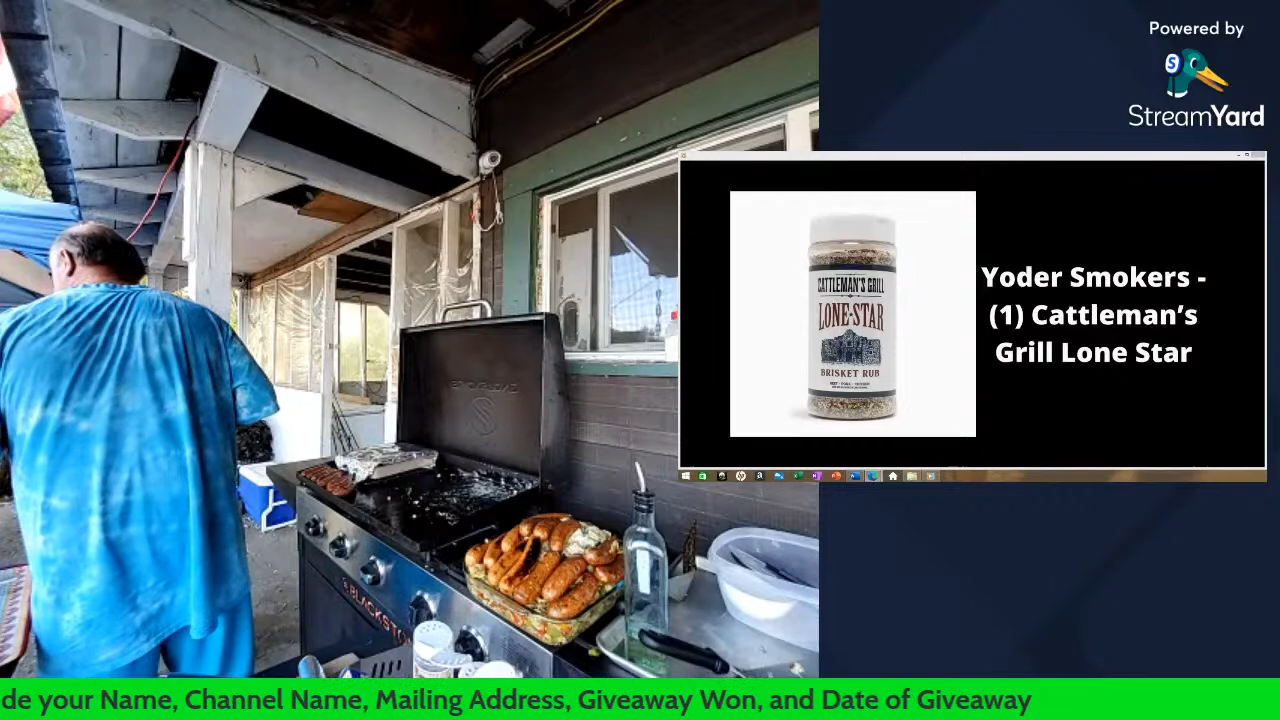 Powered by
StreamYard
CATTLEMAN'S GRILL
LONE STAR
BRISKET RUB
Yoder Smokers -
(1) Cattleman's
Grill Lone Star
BLACKSTONE
de your Name, Channel Name, Mailing Address, Giveaway Won, and Date of Giveaway